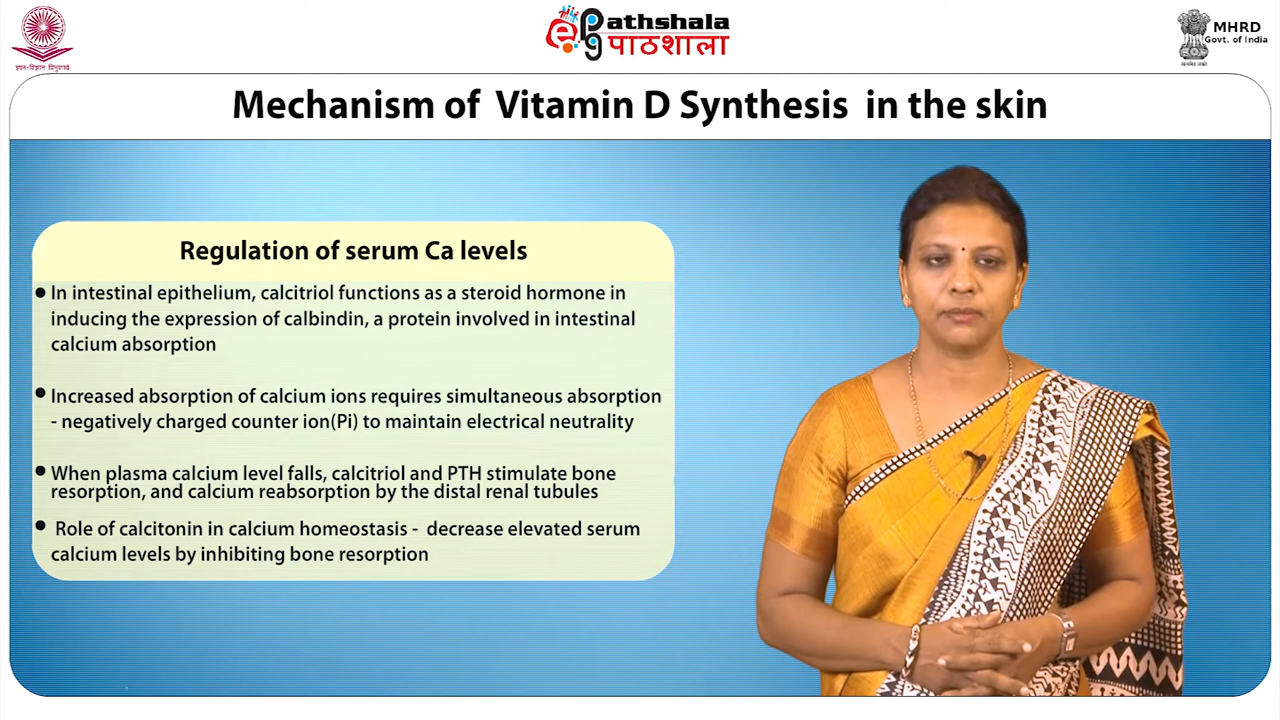 ePathshala
पाठशाला
MHRD
Govt. of India
Mechanism of Vitamin D Synthesis in the skin
Regulation of serum Ca levels
• In intestinal epithelium, calcitriol functions as a steroid hormone in
inducing the expression of calbindin, a protein involved in intestinal
calcium absorption
• Increased absorption of calcium ions requires simultaneous absorption
- negatively charged counter ion(Pi) to maintain electrical neutrality
• When plasma calcium level falls, calcitriol and PTH stimulate bone
resorption, and calcium reabsorption by the distal renal tubules
• Role of calcitonin in calcium homeostasis - decrease elevated serum
calcium levels by inhibiting bone resorption